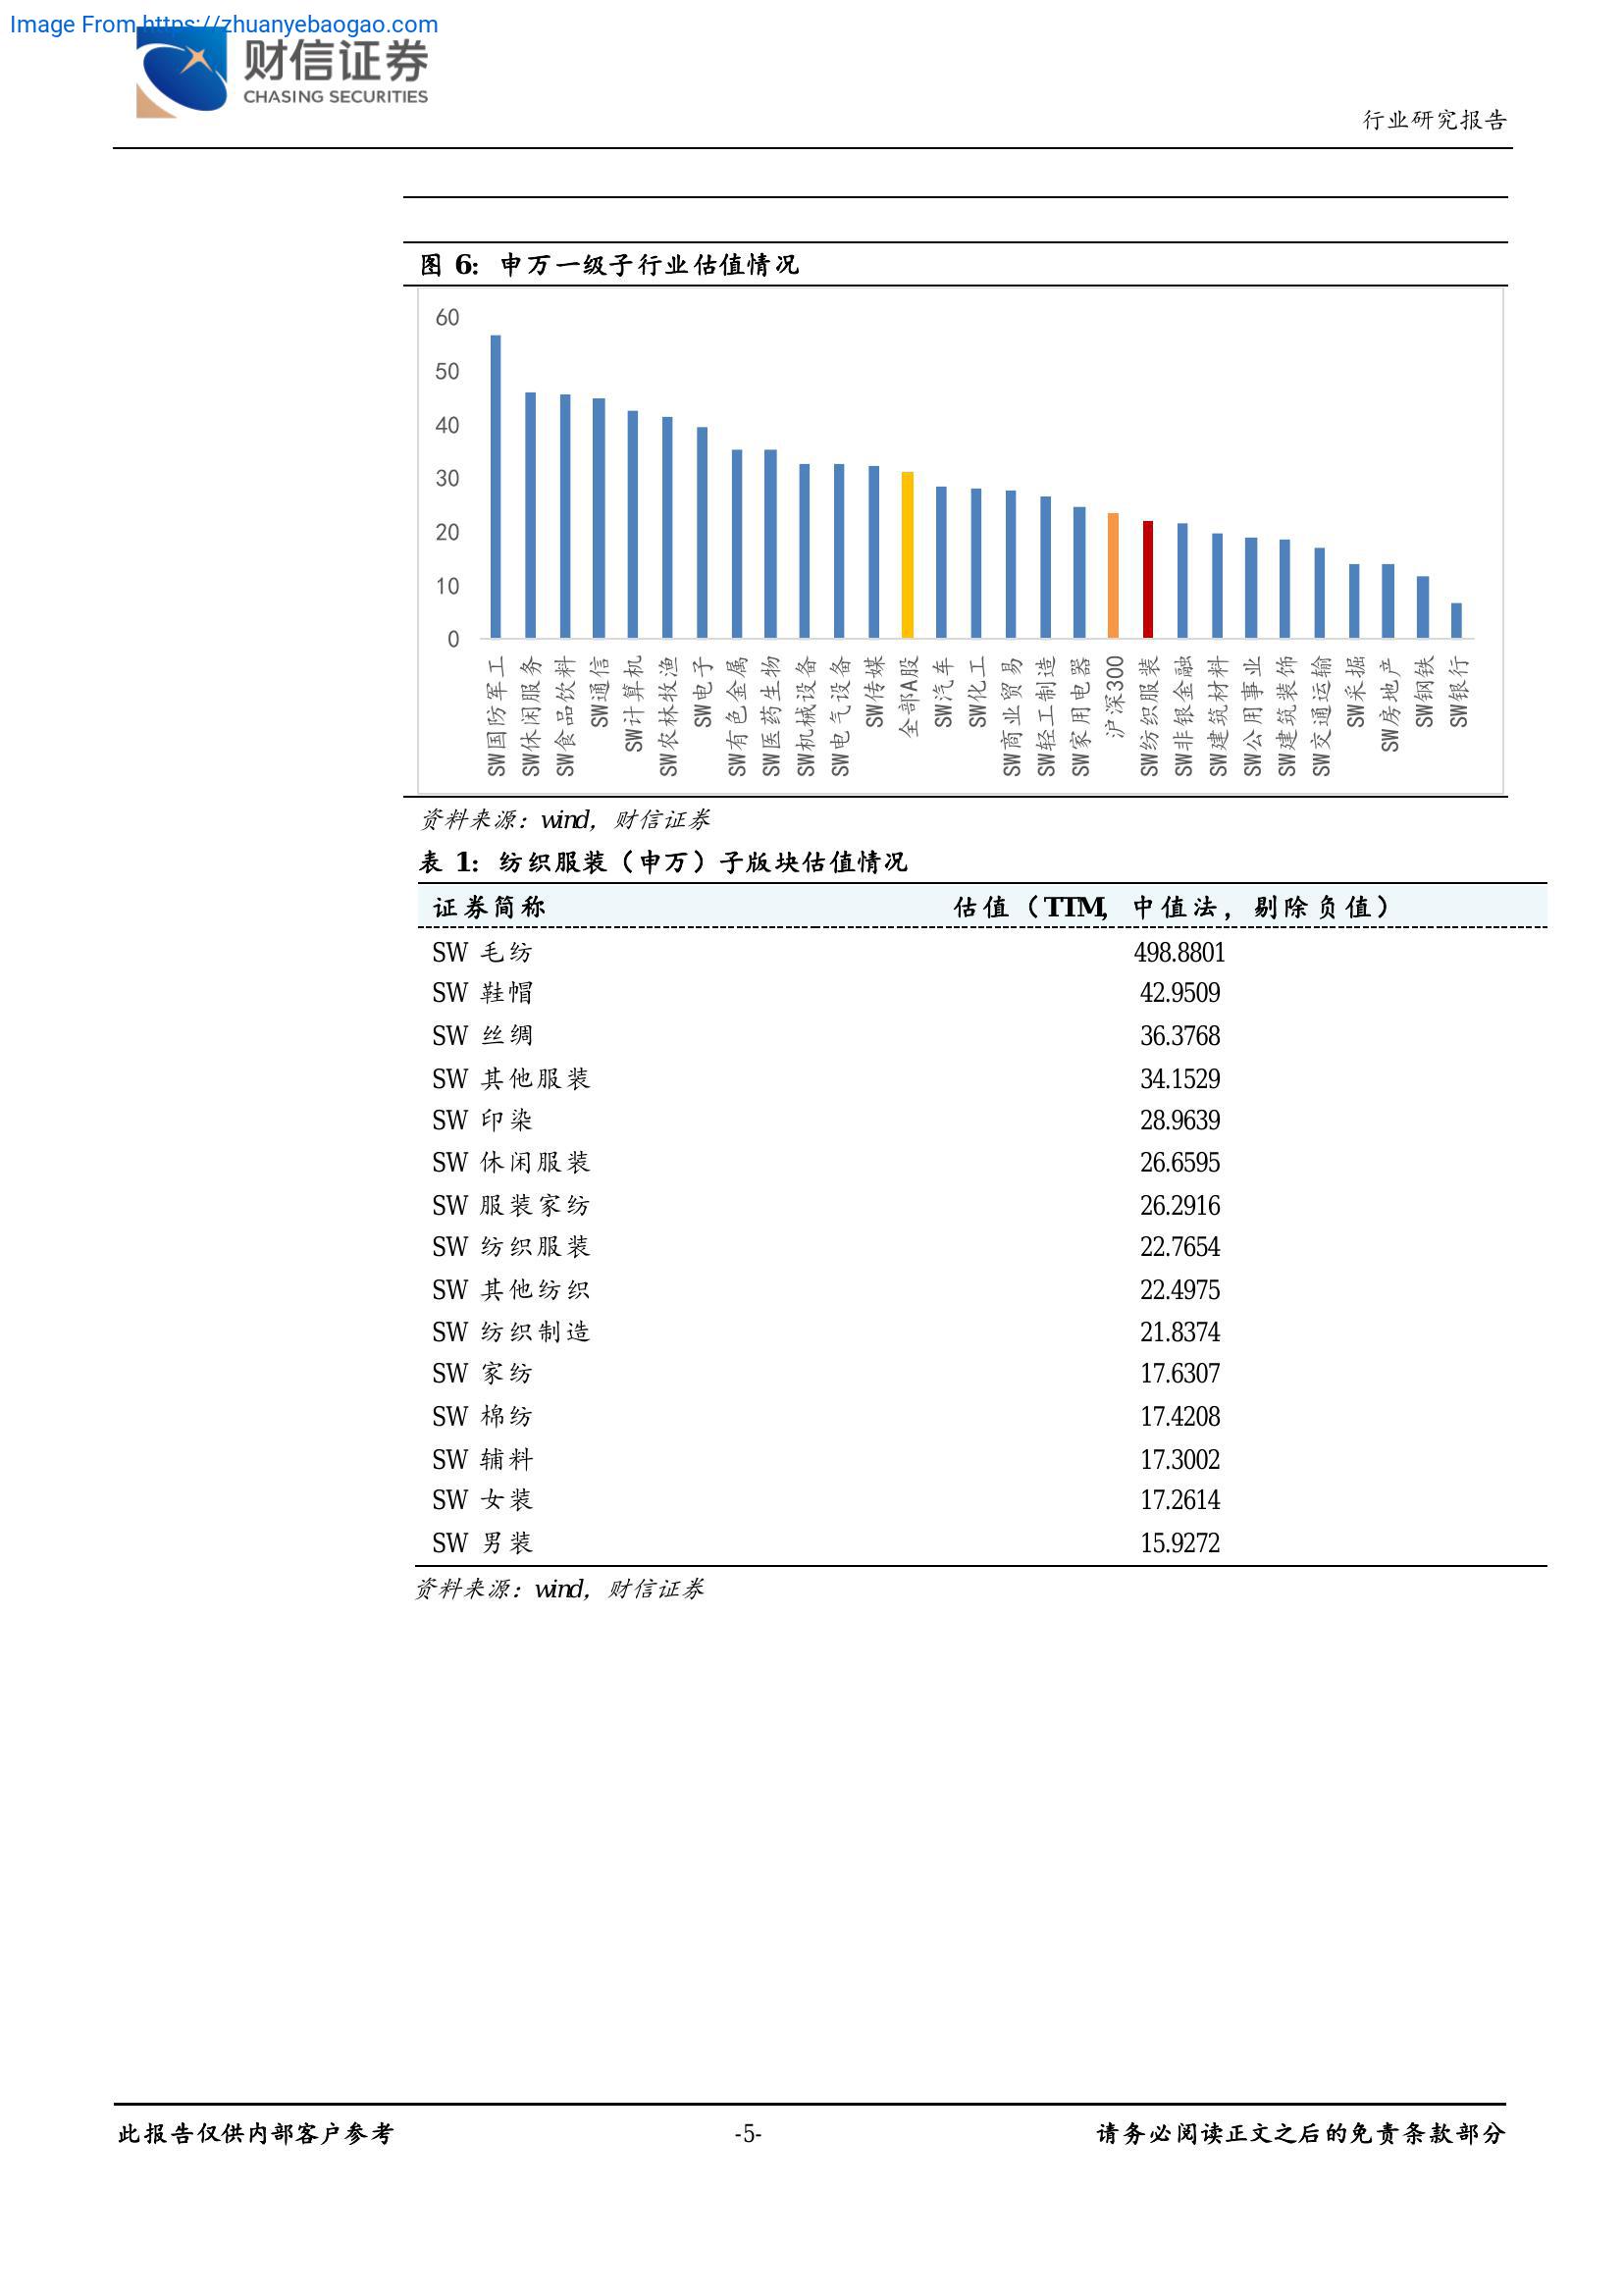 Image From https://zhuanyebaogao.com
财信证券
CHASING SECURITIES
行业研究报告
图 6：申万一级子行业估值情况
60
50
40
30
20
10
0
SW国防军工
SW休闲服务
SW食品饮料
SW通信
SW计算机
SW农林牧渔
SW电子
SW有色金属
SW医药生物
SW机械设备
SW电气设备
SW传媒
全部A股
SW汽车
SW化工
SW商业贸易
SW轻工制造
SW家用电器
沪深300
SW纺织服装
SW非银金融
SW建筑材料
SW公用事业
SW建筑装饰
SW交通运输
SW采掘
SW房地产
SW钢铁
SW银行
资料来源：wind，财信证券
表 1：纺织服装（申万）子版块估值情况
证券简称 估值（TTM，中值法，剔除负值）
SW 毛纺 498.8801
SW 鞋帽 42.9509
SW 丝绸 36.3768
SW 其他服装 34.1529
SW 印染 28.9639
SW 休闲服装 26.6595
SW 服装家纺 26.2916
SW 纺织服装 22.7654
SW 其他纺织 22.4975
SW 纺织制造 21.8374
SW 家纺 17.6307
SW 棉纺 17.4208
SW 辅料 17.3002
SW 女装 17.2614
SW 男装 15.9272
资料来源：wind，财信证券
此报告仅供内部客户参考 -5- 请务必阅读正文之后的免责条款部分